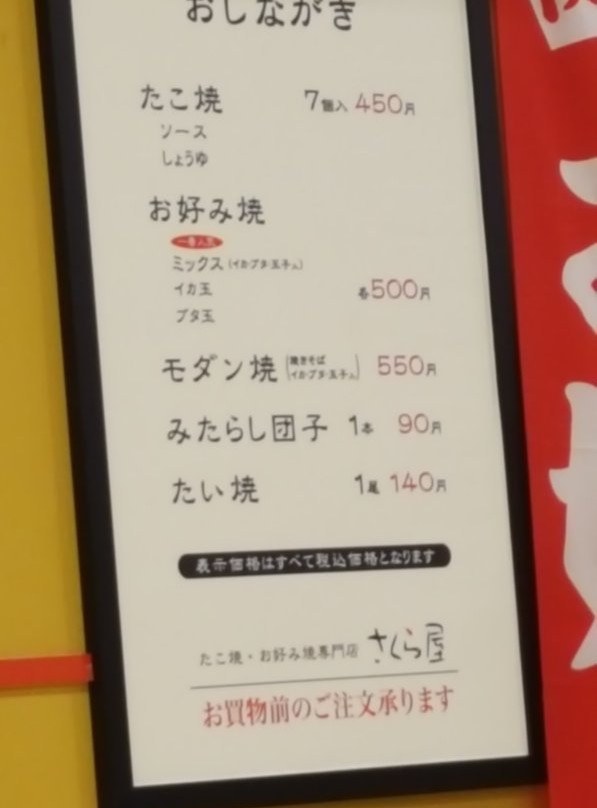 おしながき
たこ焼 7個入 450円
ソース
しょうゆ
お好み焼
一番人気
ミックス(イカ・ブタ・玉子入)
イカ玉 各500円
ブタ玉
モダン焼 焼きそば イカ・ブタ・玉子入 550円
みたらし団子 1本 90円
たい焼 1尾 140円
表示価格はすべて税込価格となります
たこ焼・お好み焼専門店 さくら屋
お買物前のご注文承ります